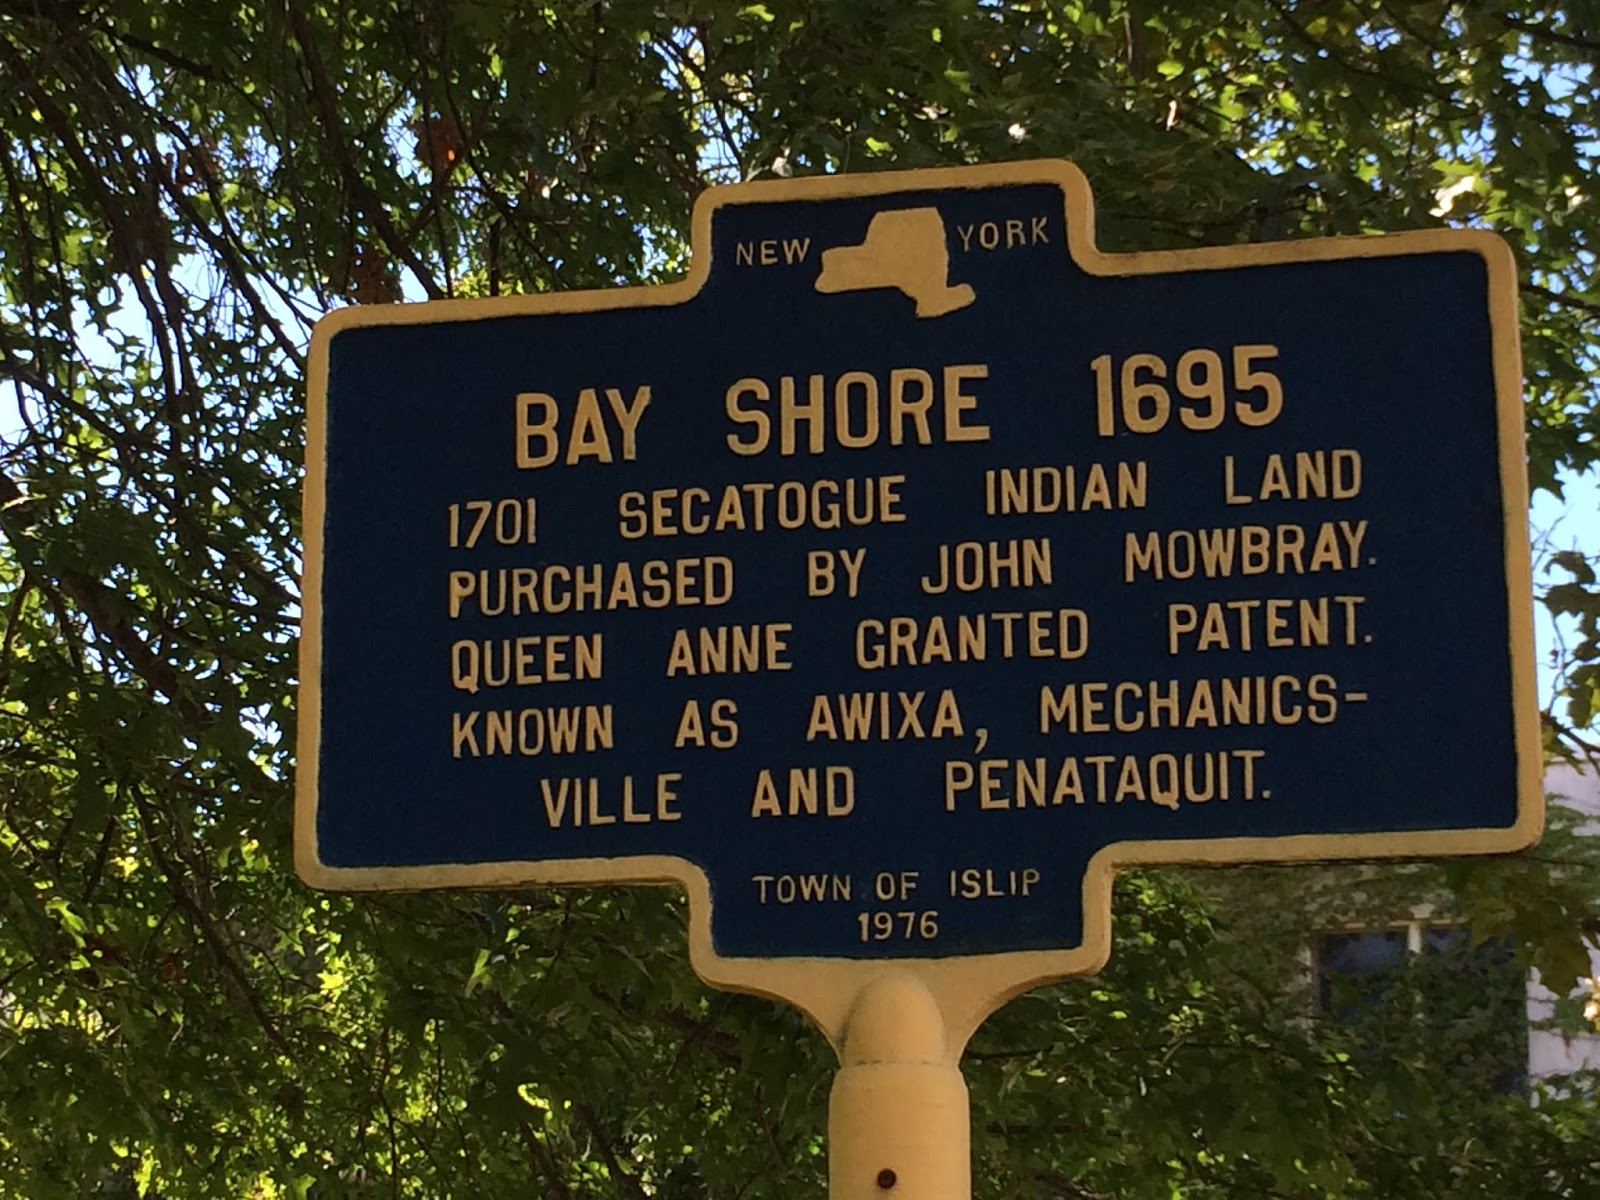 NEW YORK
BAY SHORE 1695
1701 SECATOGUE INDIAN LAND
PURCHASED BY JOHN MOWBRAY.
QUEEN ANNE GRANTED PATENT.
KNOWN AS AWIXA, MECHANICS-
VILLE AND PENATAQUIT.
TOWN OF ISLIP
1976